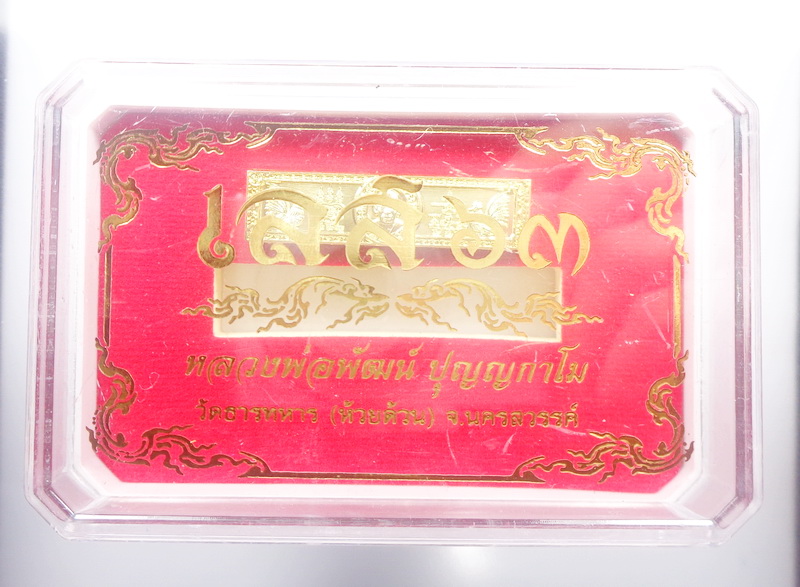 เลสิ๖๓
หลวงพ่อพัฒน์ ปุญญกาโม
วัดธารทหาร (ห้วยด้วน) จ.นครสวรรค์